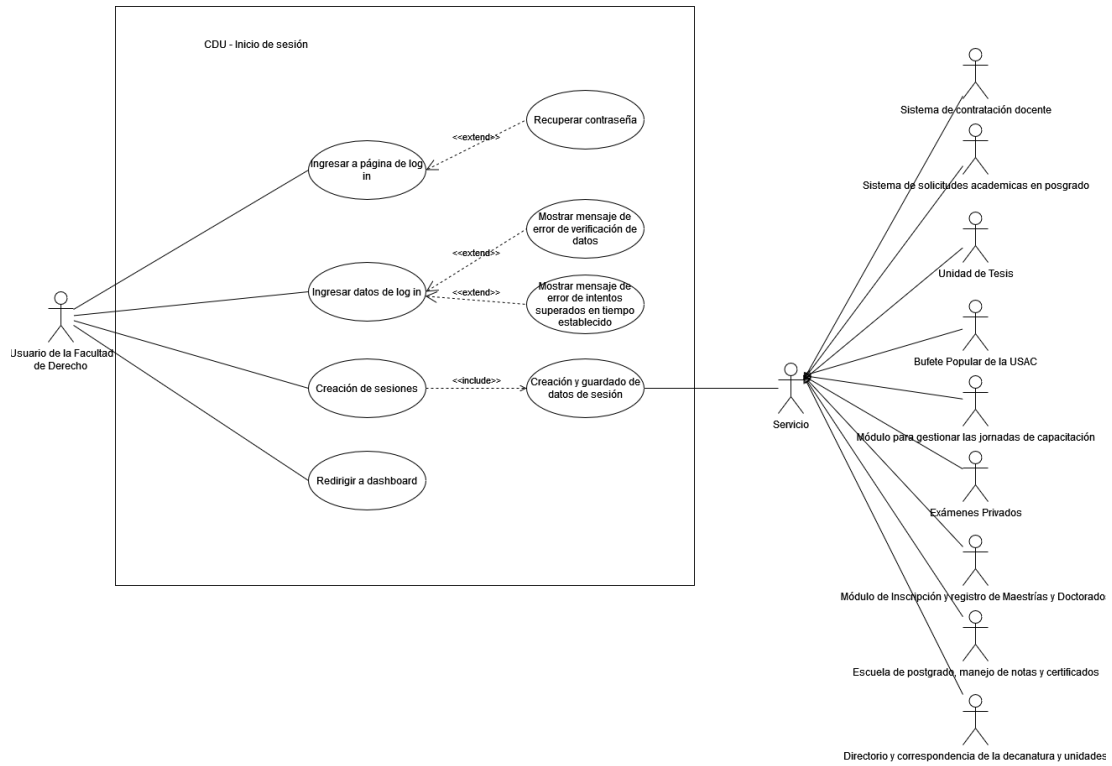 CDU - Inicio de sesión
Recuperar contraseña
<<extend>>
Ingresar a página de log
in
Mostrar mensaje de
error de verificación de
datos
<<extend>>
Ingresar datos de log in
<<extend>>
Mostrar mensaje de
error de intentos
superados en tiempo
establecido
Usuario de la Facultad
de Derecho
Creación de sesiones
<<include>>
Creación y guardado de
datos de sesión
Redirigir a dashboard
Servicio
Sistema de contratación docente
Sistema de solicitudes academicas en posgrado
Unidad de Tesis
Bufete Popular de la USAC
Módulo para gestionar las jornadas de capacitación
Exámenes Privados
Módulo de Inscripción y registro de Maestrías y Doctorados
Escuela de postgrado, manejo de notas y certificados
Directorio y correspondencia de la decanatura y unidades